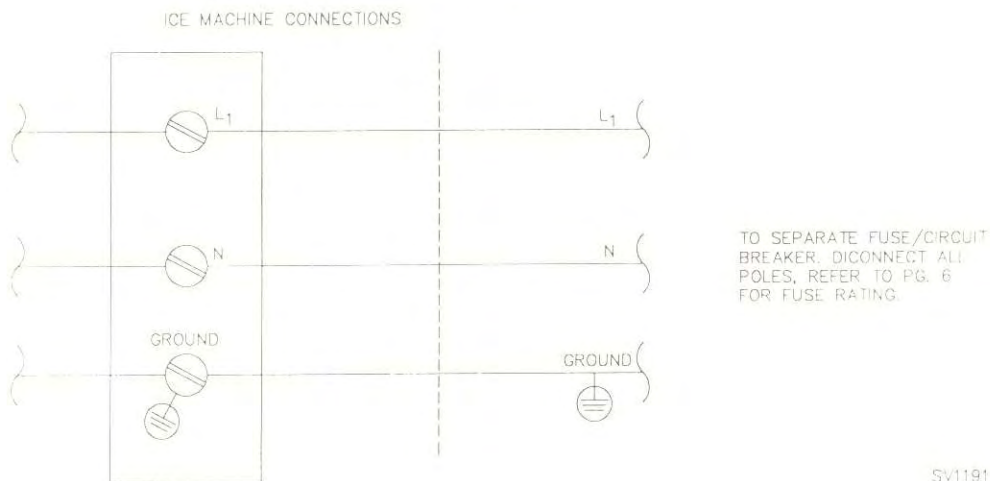 ICE MACHINE CONNECTIONS
L1
L1
N
N
GROUND
GROUND
TO SEPARATE FUSE/CIRCUIT
BREAKER. DICONNECT ALL
POLES, REFER TO PG. 6
FOR FUSE RATING.
SV1191